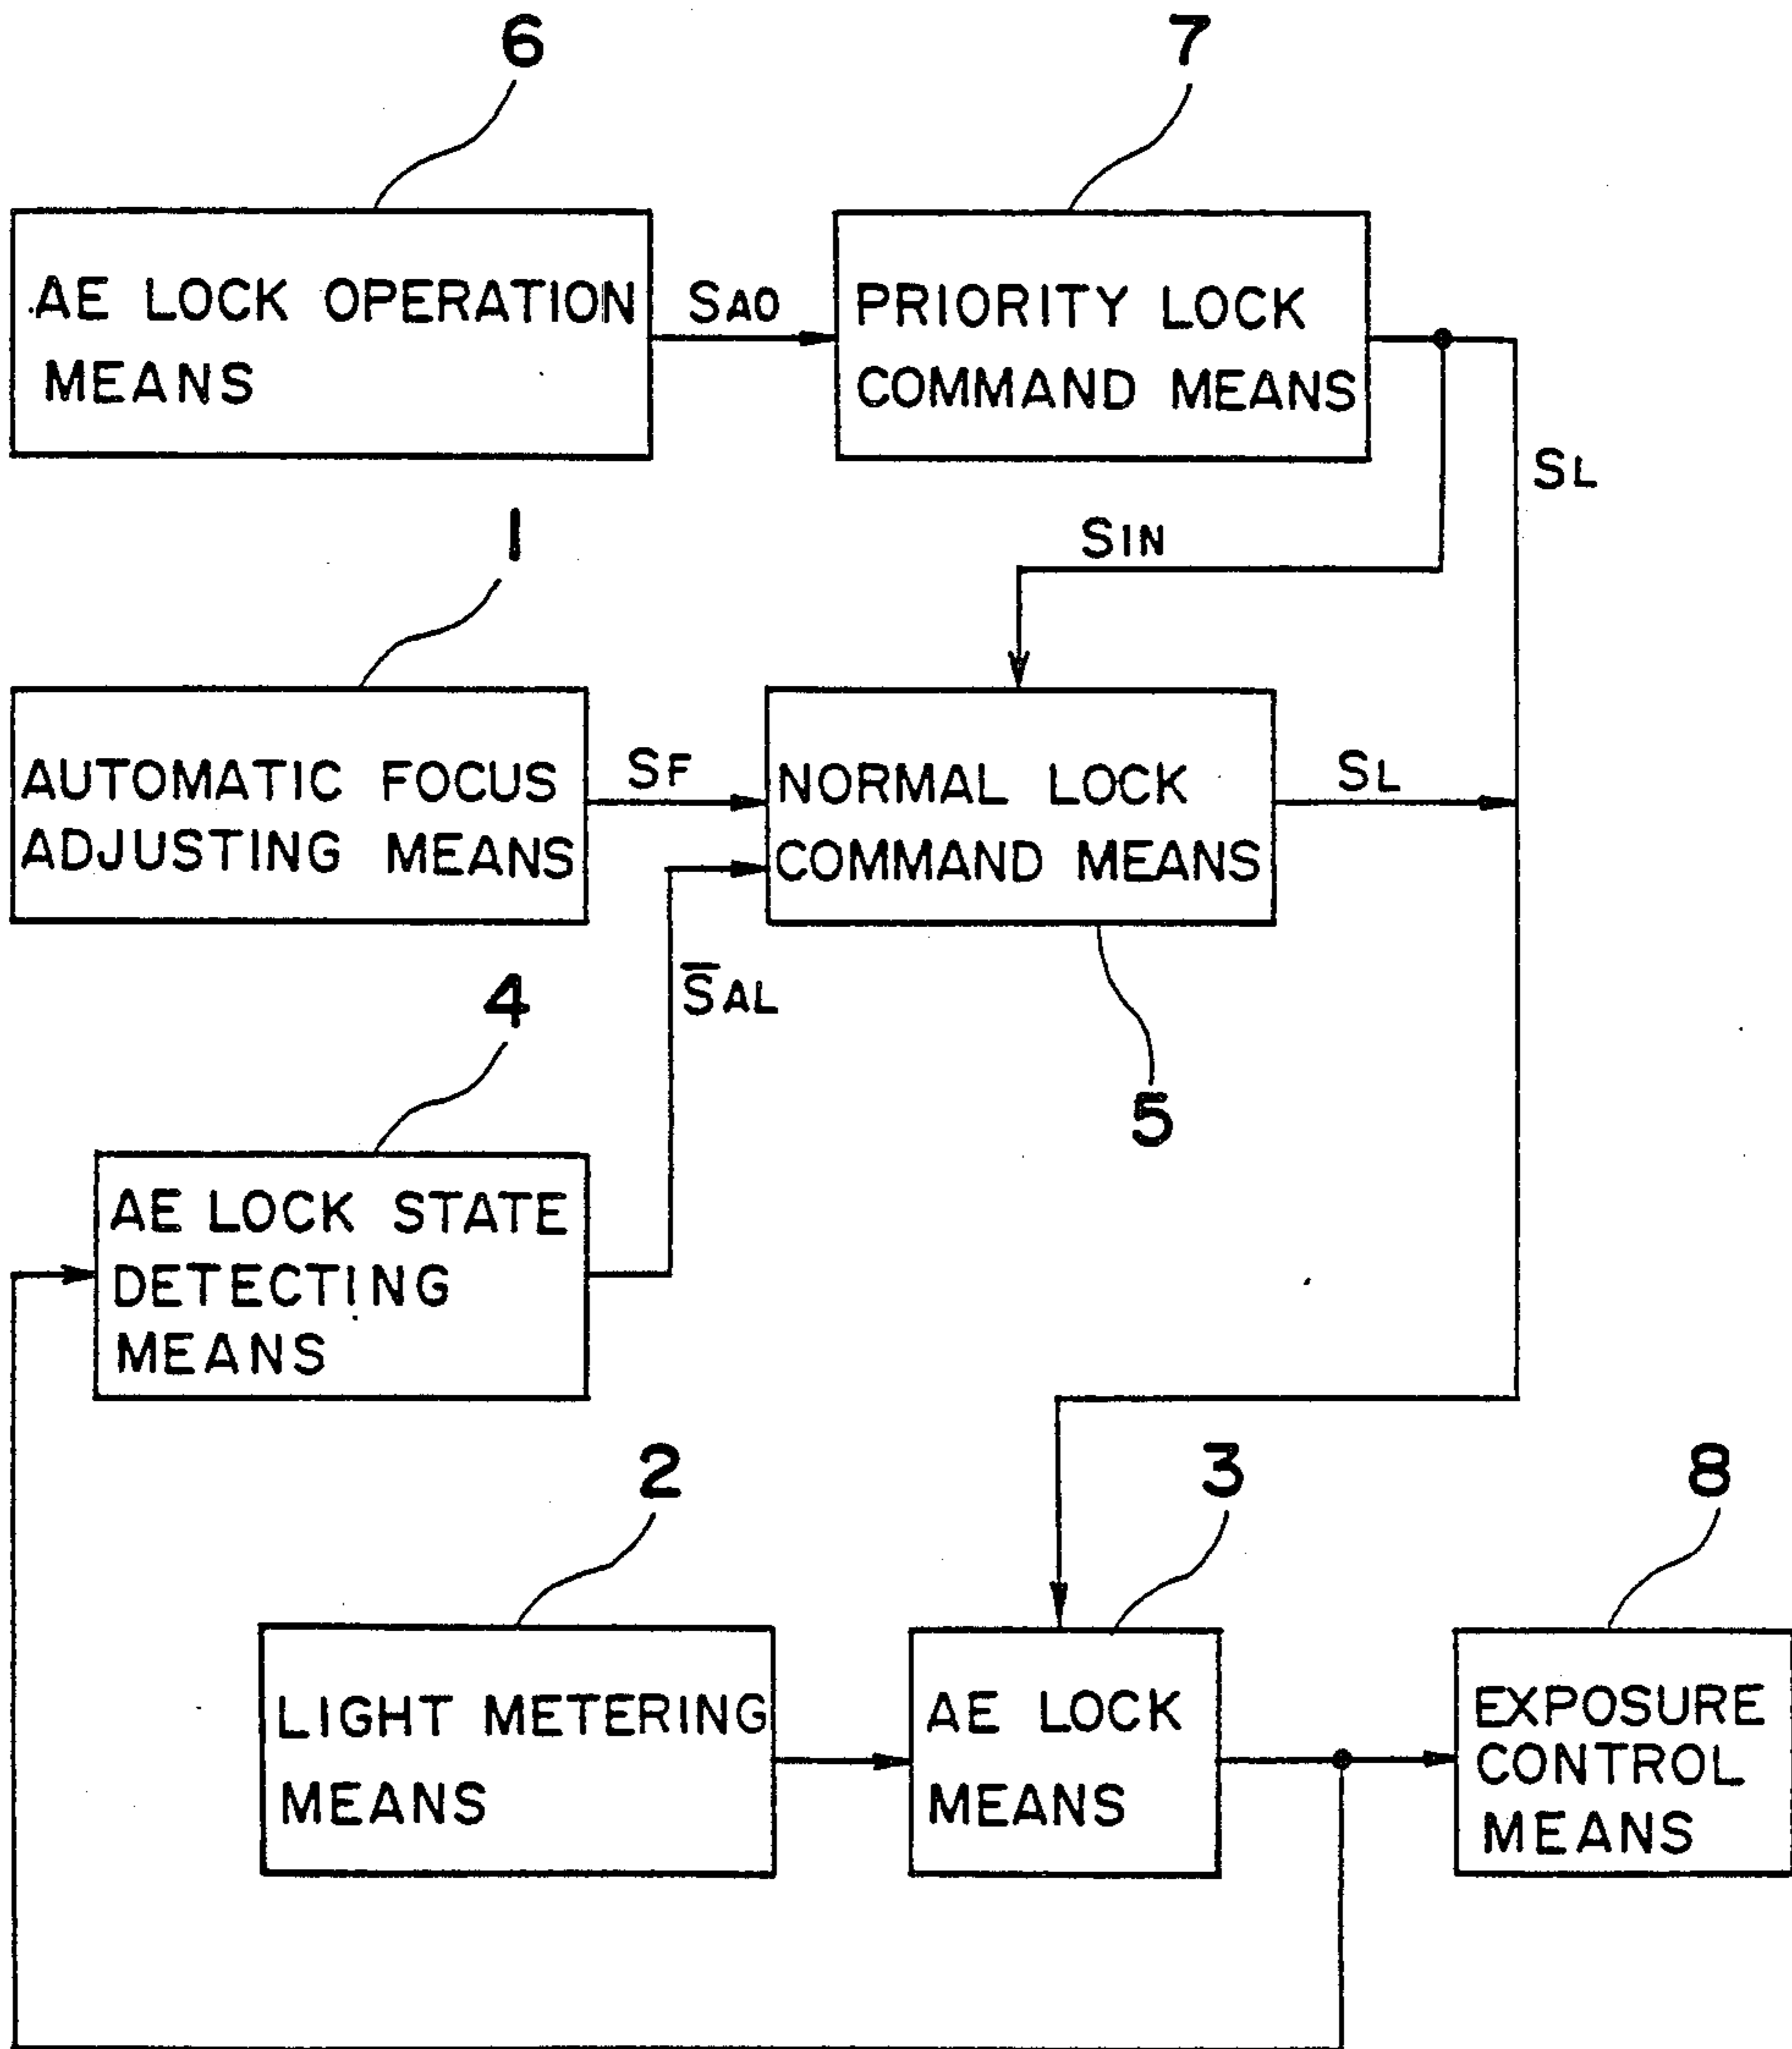 6
7
AE LOCK OPERATION
MEANS
SAO
PRIORITY LOCK
COMMAND MEANS
SL
SIN
1
AUTOMATIC FOCUS
ADJUSTING MEANS
SF
NORMAL LOCK
COMMAND MEANS
SL
S̅AL
4
5
AE LOCK STATE
DETECTING
MEANS
2
3
8
LIGHT METERING
MEANS
AE LOCK
MEANS
EXPOSURE
CONTROL
MEANS